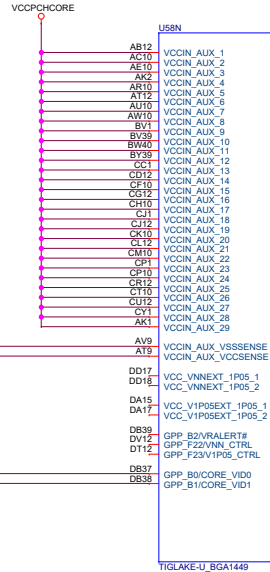 VCCPCHCORE
U58N
AB12 VCCIN_AUX_1
AC10 VCCIN_AUX_2
AE10 VCCIN_AUX_3
AK2 VCCIN_AUX_4
AR10 VCCIN_AUX_5
AT12 VCCIN_AUX_6
AU10 VCCIN_AUX_7
AW10 VCCIN_AUX_8
BV1 VCCIN_AUX_9
BV39 VCCIN_AUX_10
BW40 VCCIN_AUX_11
BY39 VCCIN_AUX_12
CC1 VCCIN_AUX_13
CD12 VCCIN_AUX_14
CF10 VCCIN_AUX_15
CG12 VCCIN_AUX_16
CH10 VCCIN_AUX_17
CJ1 VCCIN_AUX_18
CJ12 VCCIN_AUX_19
CK10 VCCIN_AUX_20
CL12 VCCIN_AUX_21
CM10 VCCIN_AUX_22
CP1 VCCIN_AUX_23
CP10 VCCIN_AUX_24
CR12 VCCIN_AUX_25
CT10 VCCIN_AUX_26
CU12 VCCIN_AUX_27
CY1 VCCIN_AUX_28
AK1 VCCIN_AUX_29
AV9 VCCIN_AUX_VSSSENSE
AT9 VCCIN_AUX_VCCSENSE
DD17 VCC_VNNEXT_1P05_1
DD18 VCC_VNNEXT_1P05_2
DA15 VCC_V1P05EXT_1P05_1
DA17 VCC_V1P05EXT_1P05_2
DB39 GPP_B2/VRALERT#
DV12 GPP_F22/VNN_CTRL
DT12 GPP_F23/V1P05_CTRL
DB37 GPP_B0/CORE_VID0
DB38 GPP_B1/CORE_VID1
TIGLAKE-U_BGA1449